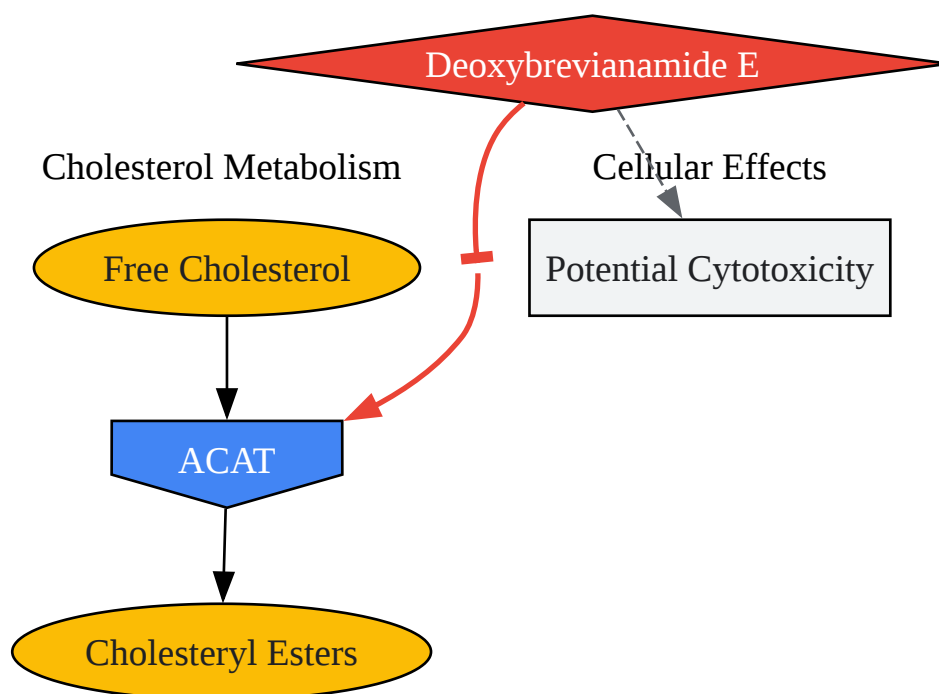 Deoxybrevianamide E
Cholesterol Metabolism
Cellular Effects
Free Cholesterol
Potential Cytotoxicity
ACAT
Cholesteryl Esters